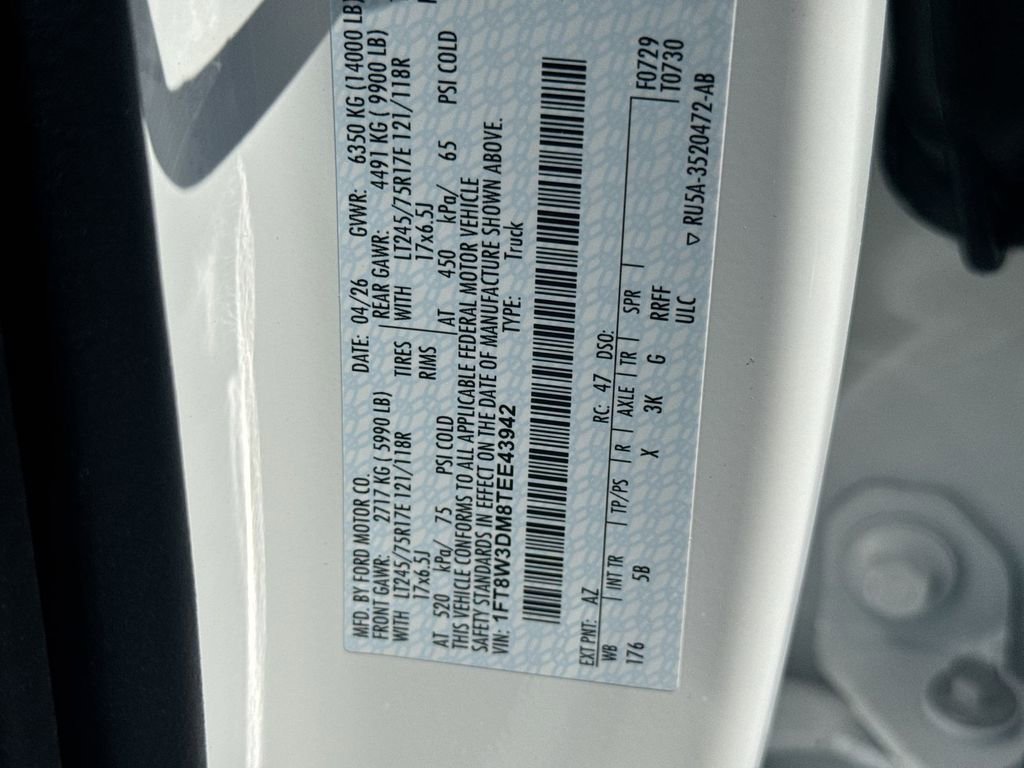 MFD. BY FORD MOTOR CO.
DATE: 04/26 GVWR: 6350 KG (14000 LB)
FRONT GAWR: 2717 KG ( 5990 LB) REAR GAWR: 4491 KG ( 9900 LB)
WITH LT245/75R17E 121/118R TIRES WITH LT245/75R17E 121/118R
17x6.5J RIMS 17x6.5J
AT 520 kPa/ 75 PSI COLD AT 450 kPa/ 65 PSI COLD
THIS VEHICLE CONFORMS TO ALL APPLICABLE FEDERAL MOTOR VEHICLE
SAFETY STANDARDS IN EFFECT ON THE DATE OF MANUFACTURE SHOWN ABOVE.
VIN: 1FT8W3DM8TEE43942 TYPE: Truck
EXT PNT: AZ RC: 47 DSO: F0729
WB INT TR TP/PS R AXLE TR SPR T0730
176 5B X 3K G RRFF
ULC
RU5A-3520472-AB